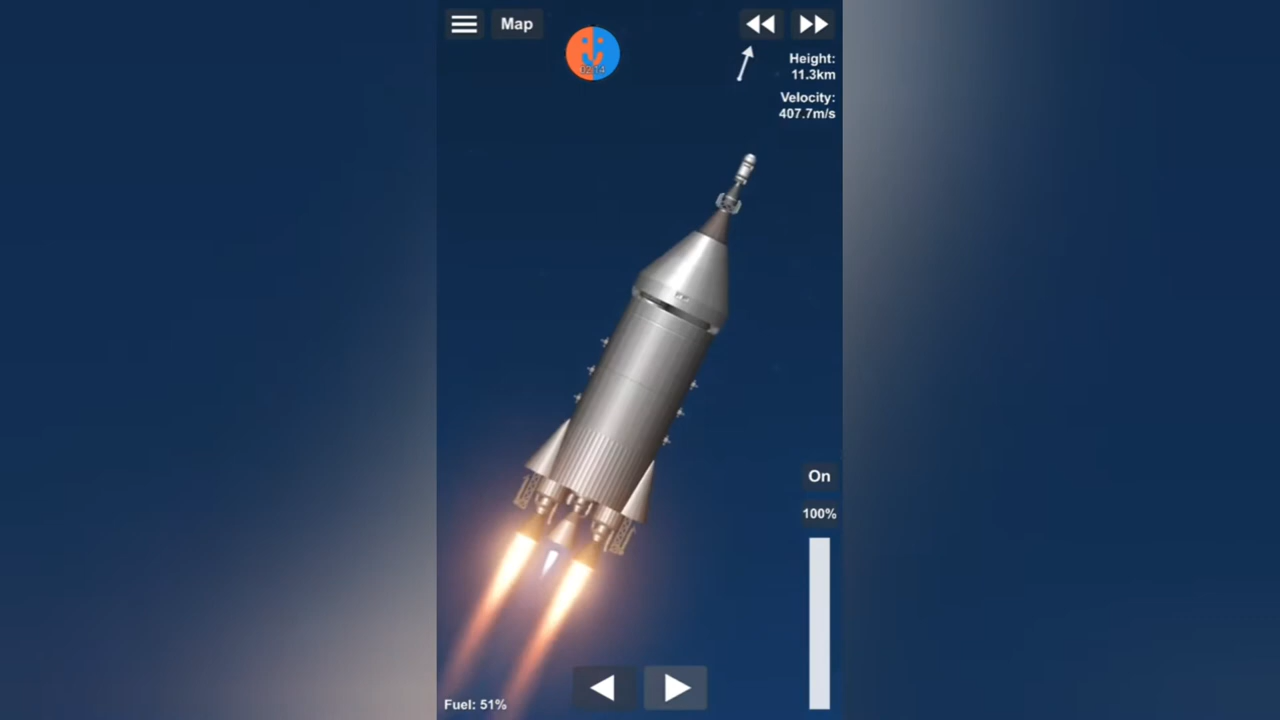 Map
Height:
11.3km
Velocity:
407.7m/s
On
100%
Fuel: 51%